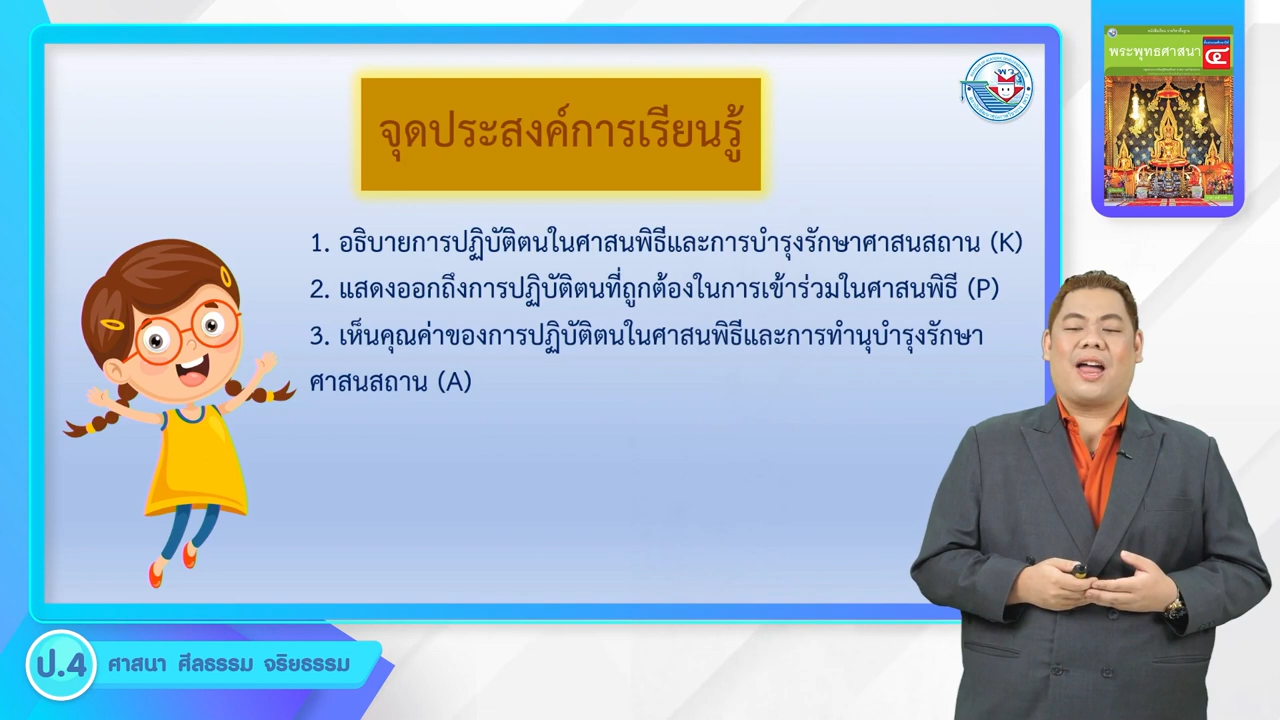 พระพุทธศาสนา
๔
จุดประสงค์การเรียนรู้
1. อธิบายการปฏิบัติตนในศาสนพิธีและการบำรุงรักษาศาสนสถาน (K)
2. แสดงออกถึงการปฏิบัติตนที่ถูกต้องในการเข้าร่วมในศาสนพิธี (P)
3. เห็นคุณค่าของการปฏิบัติตนในศาสนพิธีและการทำนุบำรุงรักษา
ศาสนสถาน (A)
ป.4 ศาสนา ศีลธรรม จริยธรรม